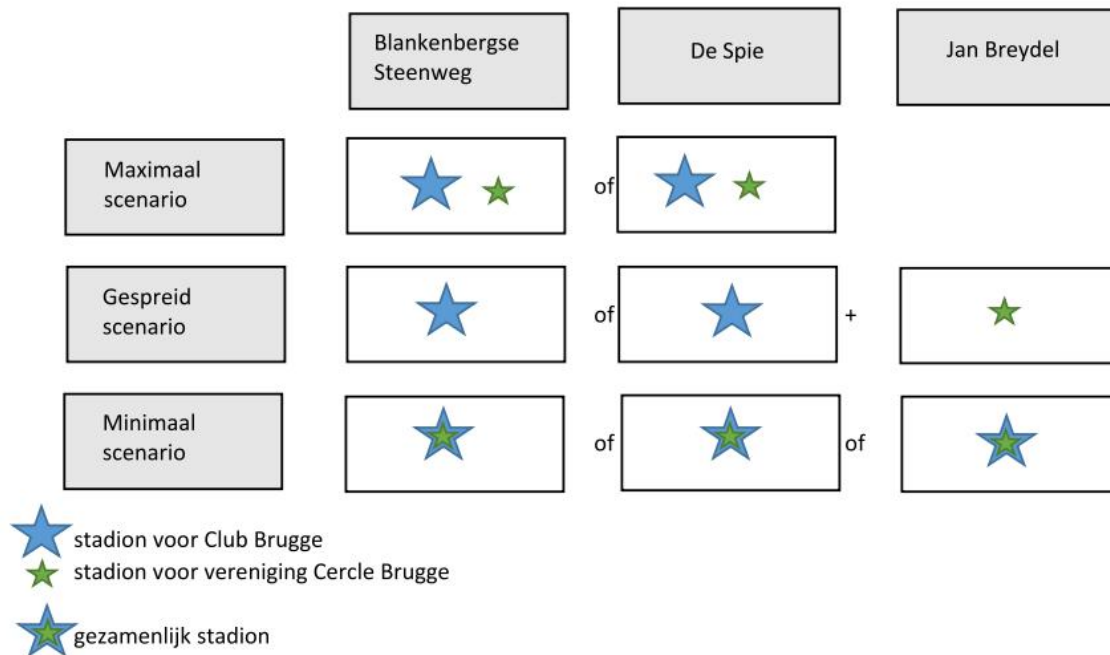 Blankenbergse
Steenweg
De Spie
Jan Breydel
Maximaal
scenario
of
Gespreid
scenario
of
+
Minimaal
scenario
of
of
stadion voor Club Brugge
stadion voor vereniging Cercle Brugge
gezamenlijk stadion